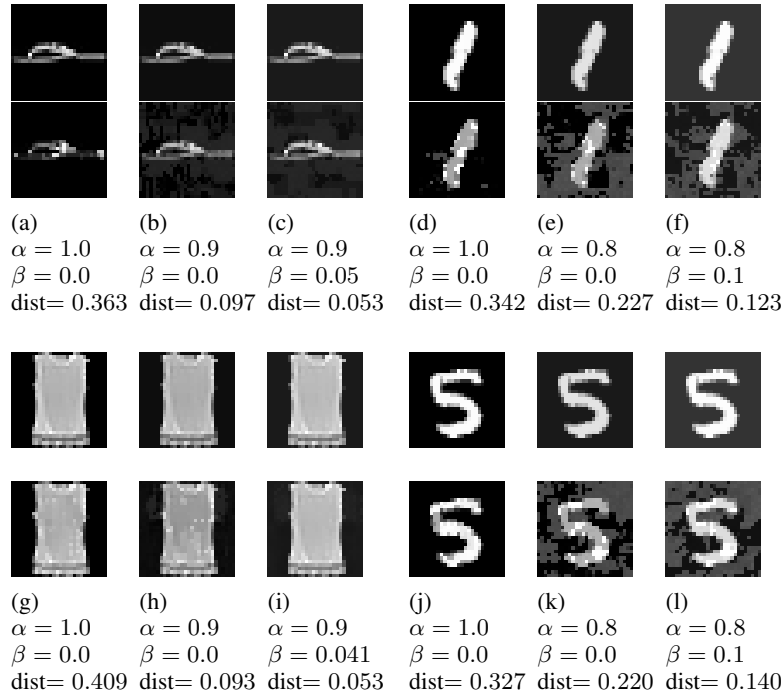 (a) (b) (c) (d) (e) (f)
α = 1.0 α = 0.9 α = 0.9 α = 1.0 α = 0.8 α = 0.8
β = 0.0 β = 0.0 β = 0.05 β = 0.0 β = 0.0 β = 0.1
dist= 0.363 dist= 0.097 dist= 0.053 dist= 0.342 dist= 0.227 dist= 0.123
(g) (h) (i) (j) (k) (l)
α = 1.0 α = 0.9 α = 0.9 α = 1.0 α = 0.8 α = 0.8
β = 0.0 β = 0.0 β = 0.041 β = 0.0 β = 0.0 β = 0.1
dist= 0.409 dist= 0.093 dist= 0.053 dist= 0.327 dist= 0.220 dist= 0.140